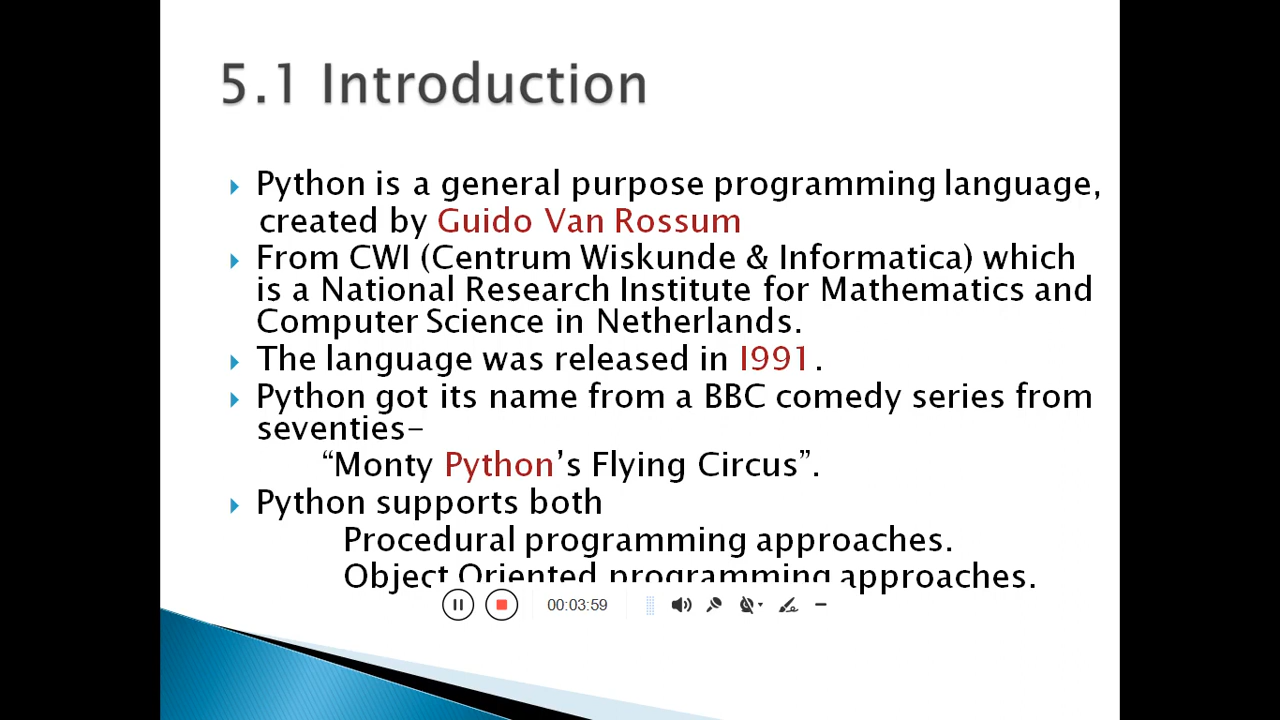 5.1 Introduction
Python is a general purpose programming language,
created by Guido Van Rossum
From CWI (Centrum Wiskunde & Informatica) which
is a National Research Institute for Mathematics and
Computer Science in Netherlands.
The language was released in I991.
Python got its name from a BBC comedy series from
seventies-
“Monty Python’s Flying Circus”.
Python supports both
Procedural programming approaches.
Object Oriented programming approaches.
00:03:59